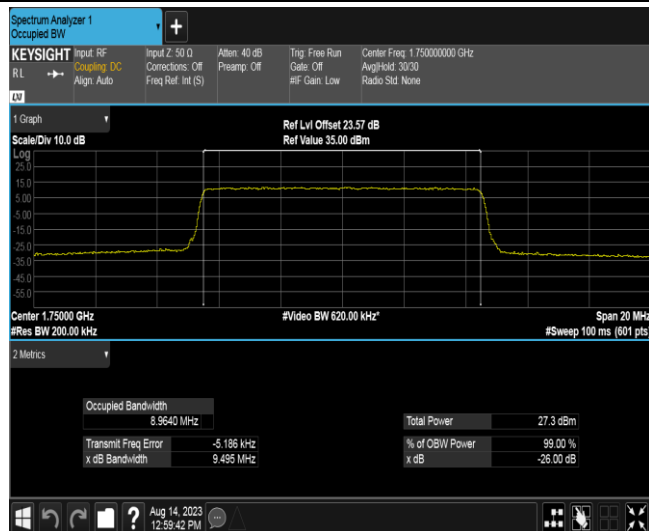 Spectrum Analyzer 1
Occupied BW
+
KEYSIGHT
RL
Input: RF
Coupling: DC
Align: Auto
Input Z: 50 Ω
Corrections: Off
Freq Ref: Int (S)
Atten: 40 dB
Preamp: Off
Trig: Free Run
Gate: Off
#IF Gain: Low
Center Freq: 1.750000000 GHz
Avg|Hold: 30/30
Radio Std: None
1 Graph
Scale/Div 10.0 dB
Ref Lvl Offset 23.57 dB
Ref Value 35.00 dBm
Log
25.0
15.0
5.00
-5.00
-15.0
-25.0
-35.0
-45.0
-55.0
Center 1.75000 GHz
#Res BW 200.00 kHz
#Video BW 620.00 kHz*
Span 20 MHz
#Sweep 100 ms (601 pts)
2 Metrics
Occupied Bandwidth
8.9640 MHz
Total Power 27.3 dBm
Transmit Freq Error -5.186 kHz
% of OBW Power 99.00 %
x dB Bandwidth 9.495 MHz
x dB -26.00 dB
?
Aug 14, 2023
12:59:42 PM